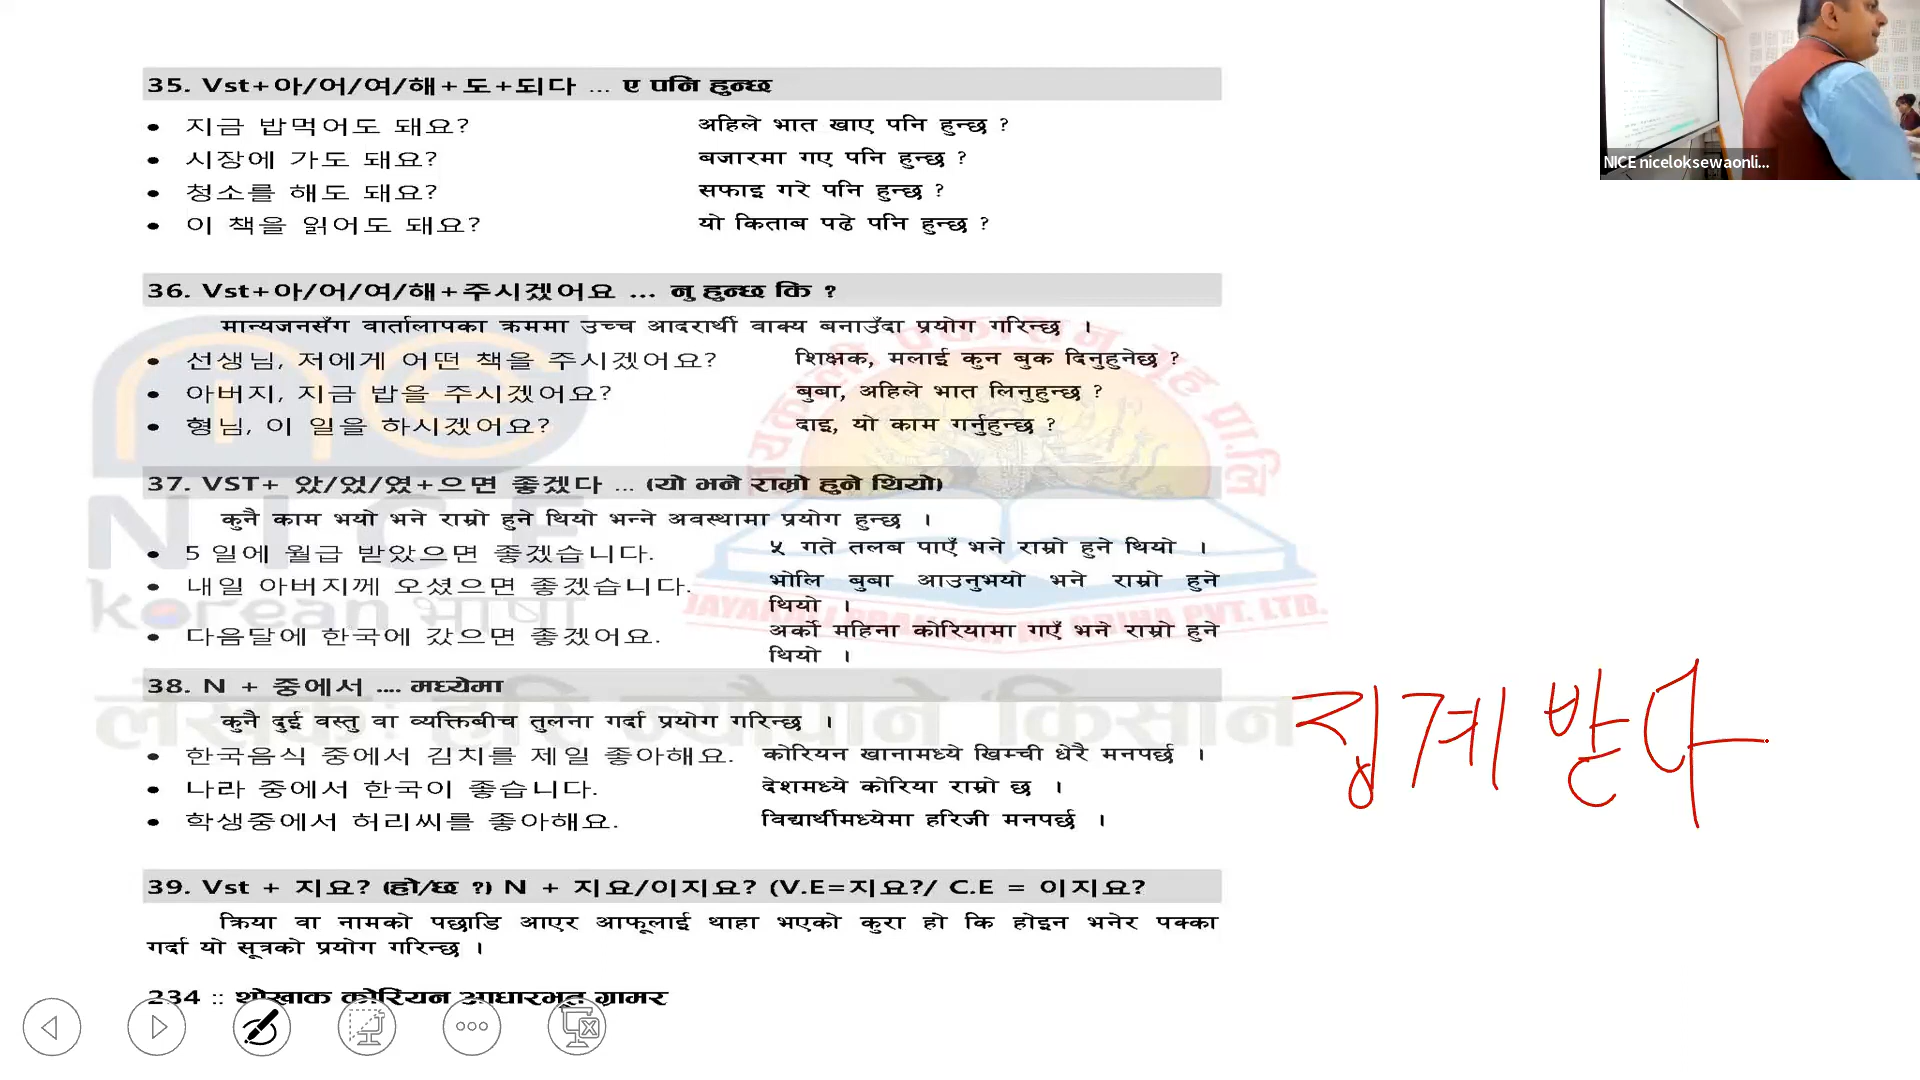 35. Vst+아/어/여/해+도+되다 ... ए पनि हुन्छ
• 지금 밥먹어도 돼요? अहिले भात खाए पनि हुन्छ ?
• 시장에 가도 돼요? बजारमा गए पनि हुन्छ ?
• 청소를 해도 돼요? सफाइ गरे पनि हुन्छ ?
• 이 책을 읽어도 돼요? यो किताब पढे पनि हुन्छ ?
NICE niceloksewaonli...
36. Vst+아/어/여/해+주시겠어요 ... नु हुन्छ कि ?
मान्यजनसँग वार्तालापका क्रममा उच्च आदरार्थी वाक्य बनाउँदा प्रयोग गरिन्छ ।
• 선생님, 저에게 어떤 책을 주시겠어요? शिक्षक, मलाई कुन बुक दिनुहुनेछ ?
• 아버지, 지금 밥을 주시겠어요? बुबा, अहिले भात लिनुहुन्छ ?
• 형님, 이 일을 하시겠어요? दाइ, यो काम गर्नुहुन्छ ?
37. VST+ 았/었/였+으면 좋겠다 ... (यो भने राम्रो हुने थियो)
कुनै काम भयो भने राम्रो हुने थियो भन्ने अवस्थामा प्रयोग हुन्छ ।
• 5 일에 월급 받았으면 좋겠습니다. ५ गते तलब पाएँ भने राम्रो हुने थियो ।
• 내일 아버지께 오셨으면 좋겠습니다. भोलि बुबा आउनुभयो भने राम्रो हुने
थियो ।
• 다음달에 한국에 갔으면 좋겠어요. अर्को महिना कोरियामा गएँ भने राम्रो हुने
थियो ।
38. N + 중에서 .... मध्येमा
कुनै दुई वस्तु वा व्यक्तिबीच तुलना गर्दा प्रयोग गरिन्छ ।
• 한국음식 중에서 김치를 제일 좋아해요. कोरियन खानामध्ये खिम्ची धेरै मनपर्छ ।
• 나라 중에서 한국이 좋습니다. देशमध्ये कोरिया राम्रो छ ।
• 학생중에서 허리씨를 좋아해요. विद्यार्थीमध्येमा हरिजी मनपर्छ ।
징계 받다
39. Vst + 지요? (हो/छ ?) N + 지요/이지요? (V.E=지요?/ C.E = 이지요?
क्रिया वा नामको पछाडि आएर आफूलाई थाहा भएको कुरा हो कि होइन भनेर पक्का
गर्दा यो सूत्रको प्रयोग गरिन्छ ।
234 :: थोेखाक कोरियन आधारभूत ग्रामर
NICE
korean भाषा